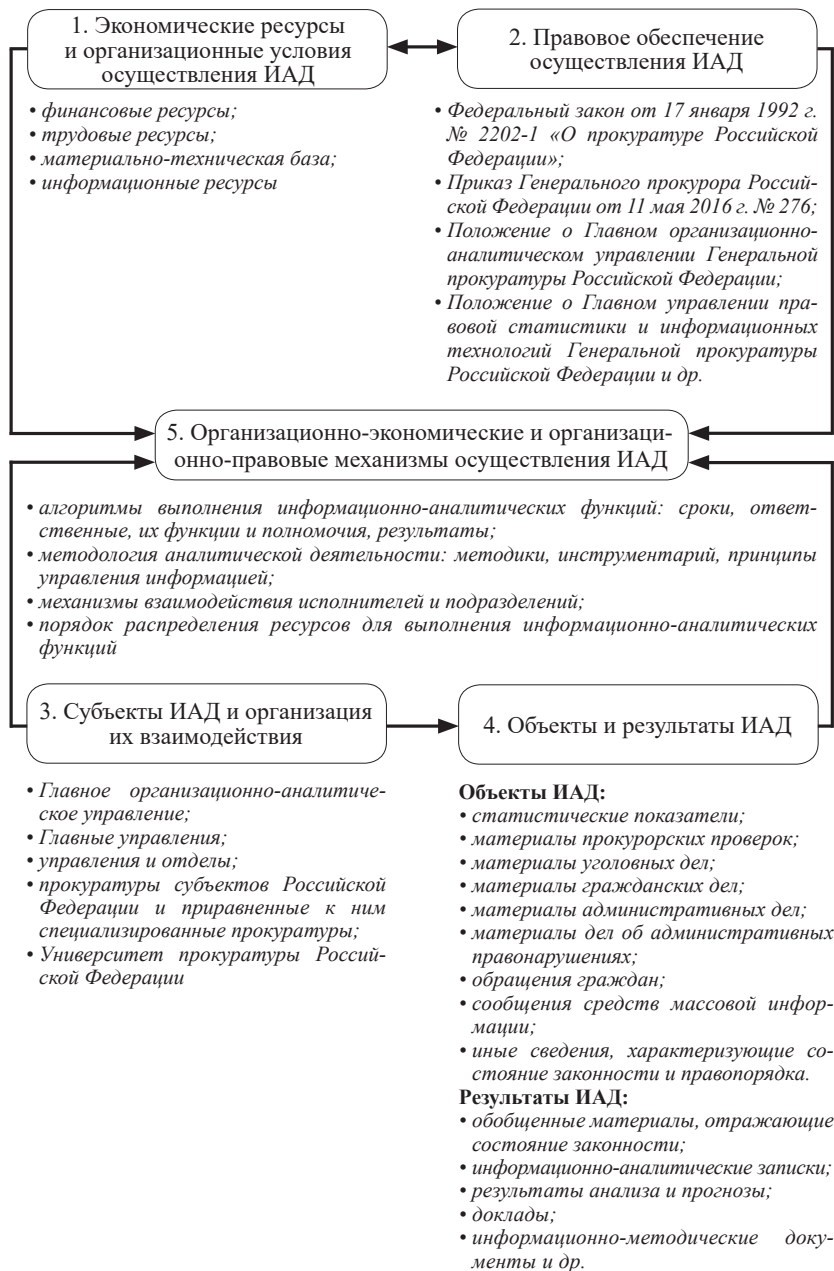 1. Экономические ресурсы
и организационные условия
осуществления ИАД
• финансовые ресурсы;
• трудовые ресурсы;
• материально-техническая база;
• информационные ресурсы
2. Правовое обеспечение
осуществления ИАД
• Федеральный закон от 17 января 1992 г.
№ 2202-1 «О прокуратуре Российской
Федерации»;
• Приказ Генерального прокурора Россий-
ской Федерации от 11 мая 2016 г. № 276;
• Положение о Главном организационно-
аналитическом управлении Генеральной
прокуратуры Российской Федерации;
• Положение о Главном управлении пра-
вовой статистики и информационных
технологий Генеральной прокуратуры
Российской Федерации и др.
5. Организационно-экономические и организаци-
онно-правовые механизмы осуществления ИАД
• алгоритмы выполнения информационно-аналитических функций: сроки, ответ-
ственные, их функции и полномочия, результаты;
• методология аналитической деятельности: методики, инструментарий, принципы
управления информацией;
• механизмы взаимодействия исполнителей и подразделений;
• порядок распределения ресурсов для выполнения информационно-аналитических
функций
3. Субъекты ИАД и организация
их взаимодействия
• Главное организационно-аналитиче-
ское управление;
• Главные управления;
• управления и отделы;
• прокуратуры субъектов Российской
Федерации и приравненные к ним
специализированные прокуратуры;
• Университет прокуратуры Россий-
ской Федерации
4. Объекты и результаты ИАД
Объекты ИАД:
• статистические показатели;
• материалы прокурорских проверок;
• материалы уголовных дел;
• материалы гражданских дел;
• материалы административных дел;
• материалы дел об административных
правонарушениях;
• обращения граждан;
• сообщения средств массовой инфор-
мации;
• иные сведения, характеризующие со-
стояние законности и правопорядка.
Результаты ИАД:
• обобщенные материалы, отражающие
состояние законности;
• информационно-аналитические записки;
• результаты анализа и прогнозы;
• доклады;
• информационно-методические доку-
менты и др.